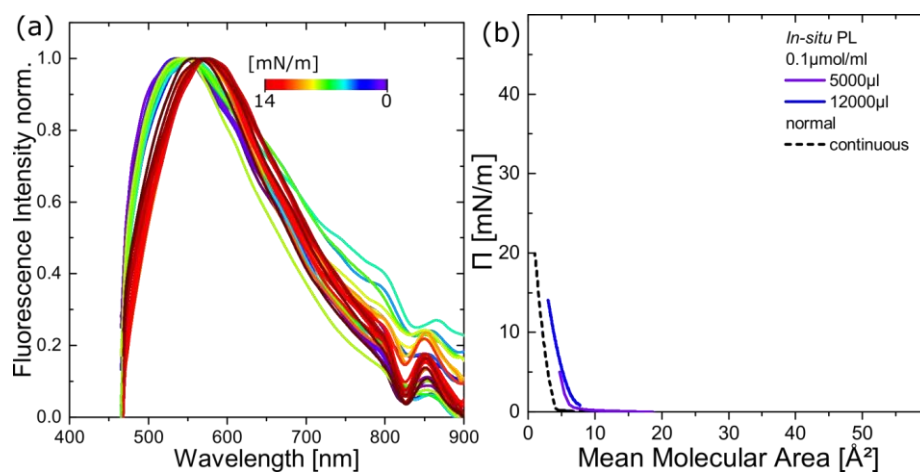 (a)
[mN/m]
14
0
Fluorescence Intensity norm.
1.0
0.8
0.6
0.4
0.2
0.0
400
500
600
700
800
900
Wavelength [nm]
(b)
In-situ PL
0.1µmol/ml
5000µl
12000µl
normal
continuous
Π [mN/m]
40
30
20
10
0
0
10
20
30
40
50
Mean Molecular Area [Å²]